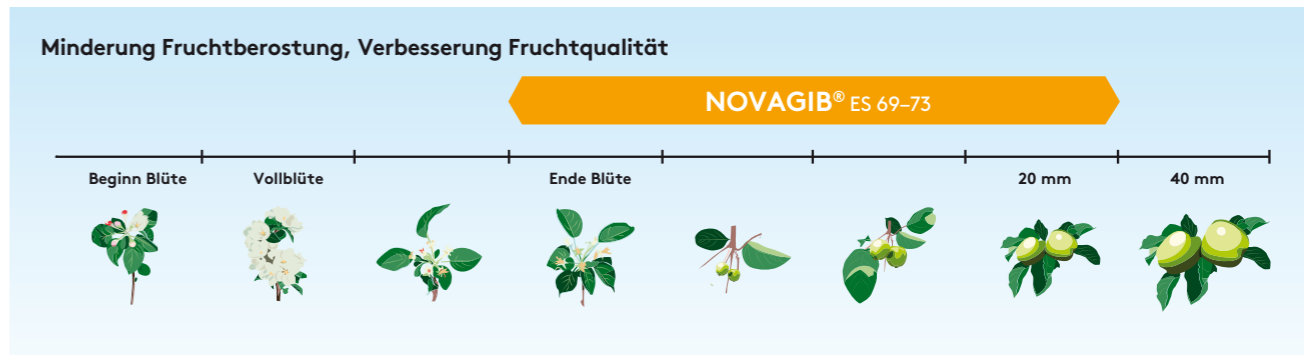 Minderung Fruchtberostung, Verbesserung Fruchtqualität
NOVAGIB® ES 69–73
Beginn Blüte Vollblüte Ende Blüte 20 mm 40 mm